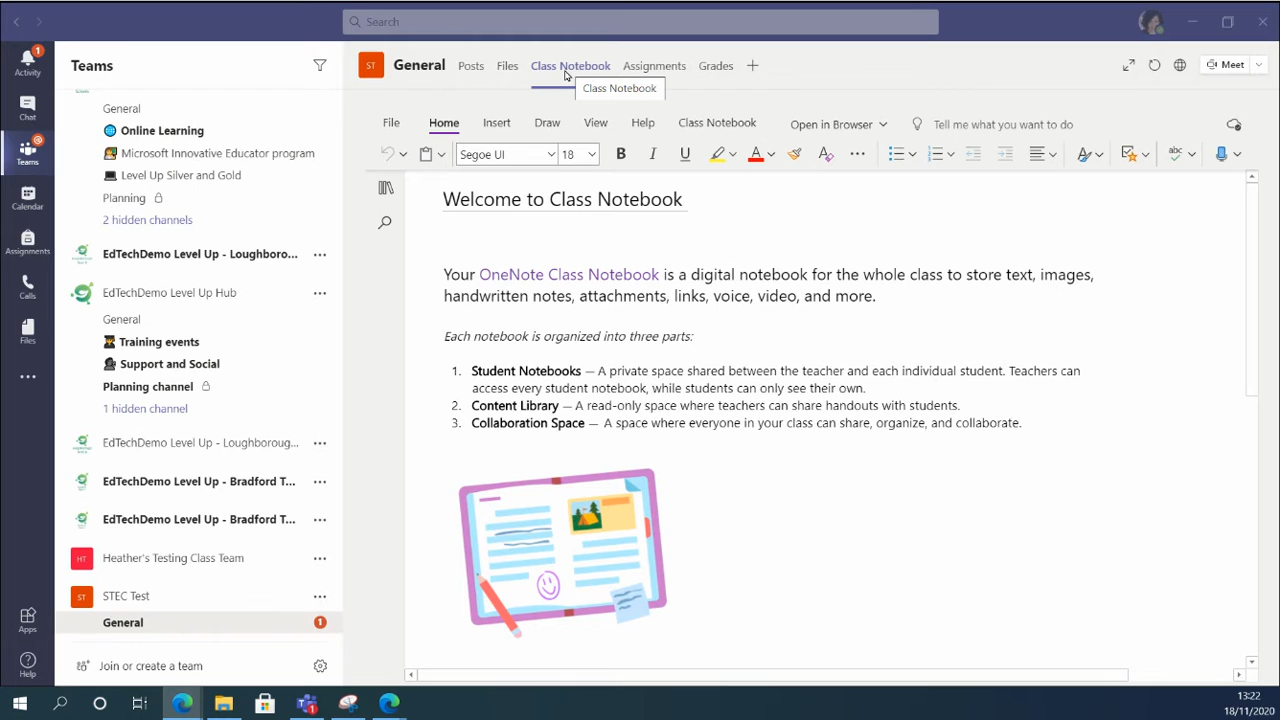 Search
Activity
1
Chat
Teams
Calendar
Assignments
Calls
Files
Apps
Help
Teams
General
Online Learning
Microsoft Innovative Educator program
Level Up Silver and Gold
Planning
2 hidden channels
EdTechDemo Level Up - Loughboro...
EdTechDemo Level Up Hub
General
Training events
Support and Social
Planning channel
1 hidden channel
EdTechDemo Level Up - Loughboroug...
EdTechDemo Level Up - Bradford T...
EdTechDemo Level Up - Bradford T...
HT Heather's Testing Class Team
ST STEC Test
General 1
Join or create a team
ST General Posts Files Class Notebook Assignments Grades Meet
Class Notebook
File Home Insert Draw View Help Class Notebook Open in Browser Tell me what you want to do
Segoe UI 18 B I U A A abc
Welcome to Class Notebook
Your OneNote Class Notebook is a digital notebook for the whole class to store text, images,
handwritten notes, attachments, links, voice, video, and more.
Each notebook is organized into three parts:
1. Student Notebooks — A private space shared between the teacher and each individual student. Teachers can
access every student notebook, while students can only see their own.
2. Content Library — A read-only space where teachers can share handouts with students.
3. Collaboration Space — A space where everyone in your class can share, organize, and collaborate.
1
13:22
18/11/2020